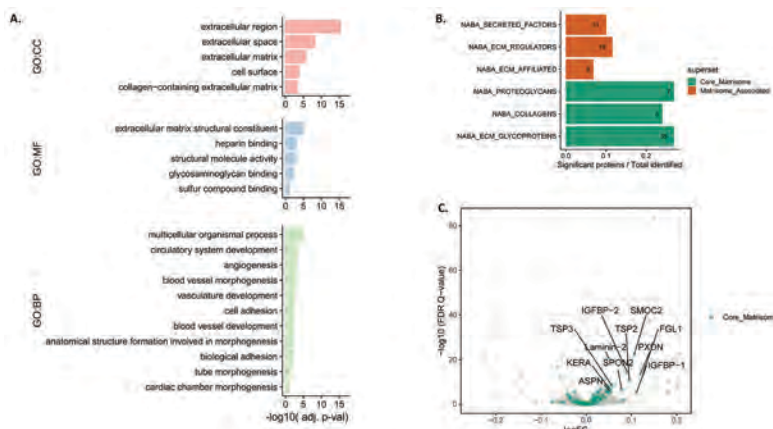 A.
GO:CC
extracellular region
extracellular space
extracellular matrix
cell surface
collagen-containing extracellular matrix
0 5 10 15
GO:MF
extracellular matrix structural constituent
heparin binding
structural molecule activity
glycosaminoglycan binding
sulfur compound binding
0 5 10 15
GO:BP
multicellular organismal process
circulatory system development
angiogenesis
blood vessel morphogenesis
vasculature development
cell adhesion
blood vessel development
anatomical structure formation involved in morphogenesis
biological adhesion
tube morphogenesis
cardiac chamber morphogenesis
0 5 10 15
-log10( adj. p-val)
B.
NABA_SECRETED_FACTORS
NABA_ECM_REGULATORS
NABA_ECM_AFFILIATED
NABA_PROTEOGLYCANS
NABA_COLLAGENS
NABA_ECM_GLYCOPROTEINS
0.0 0.1 0.2
Significant proteins / Total identified
superset
Core_Matrisome
Matrisome_Associated
C.
-log10 (FDR Q-value)
80
60
40
20
0
IGFBP-2 SMOC2
TSP3 TSP2 FGL1
Laminin-2 PXDN
KERA SPON2 IGFBP-1
ASPN
-0.2 -0.1 0.0 0.1 0.2
Core_Matrisome